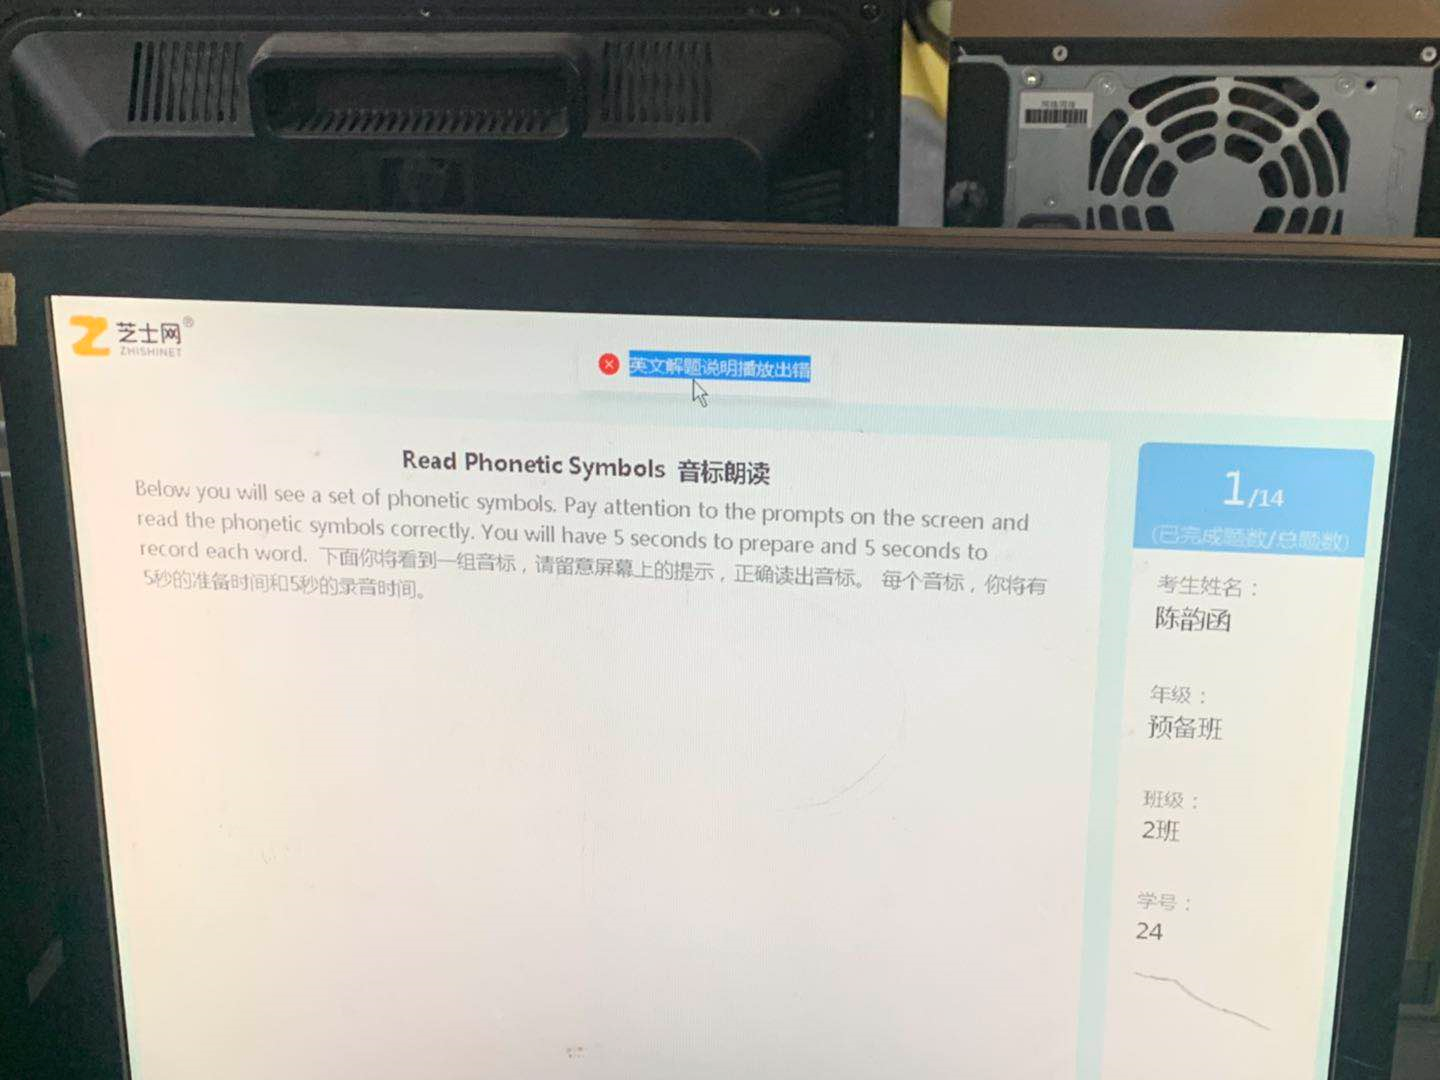 芝士网®
ZHISHINET
英文解题说明播放出错
Read Phonetic Symbols 音标朗读
Below you will see a set of phonetic symbols. Pay attention to the prompts on the screen and
read the phonetic symbols correctly. You will have 5 seconds to prepare and 5 seconds to
record each word. 下面你将看到一组音标，请留意屏幕上的提示，正确读出音标。 每个音标，你将有
5秒的准备时间和5秒的录音时间。
1/14
(已完成题数/总题数)
考生姓名：
陈韵函
年级：
预备班
班级：
2班
学号：
24